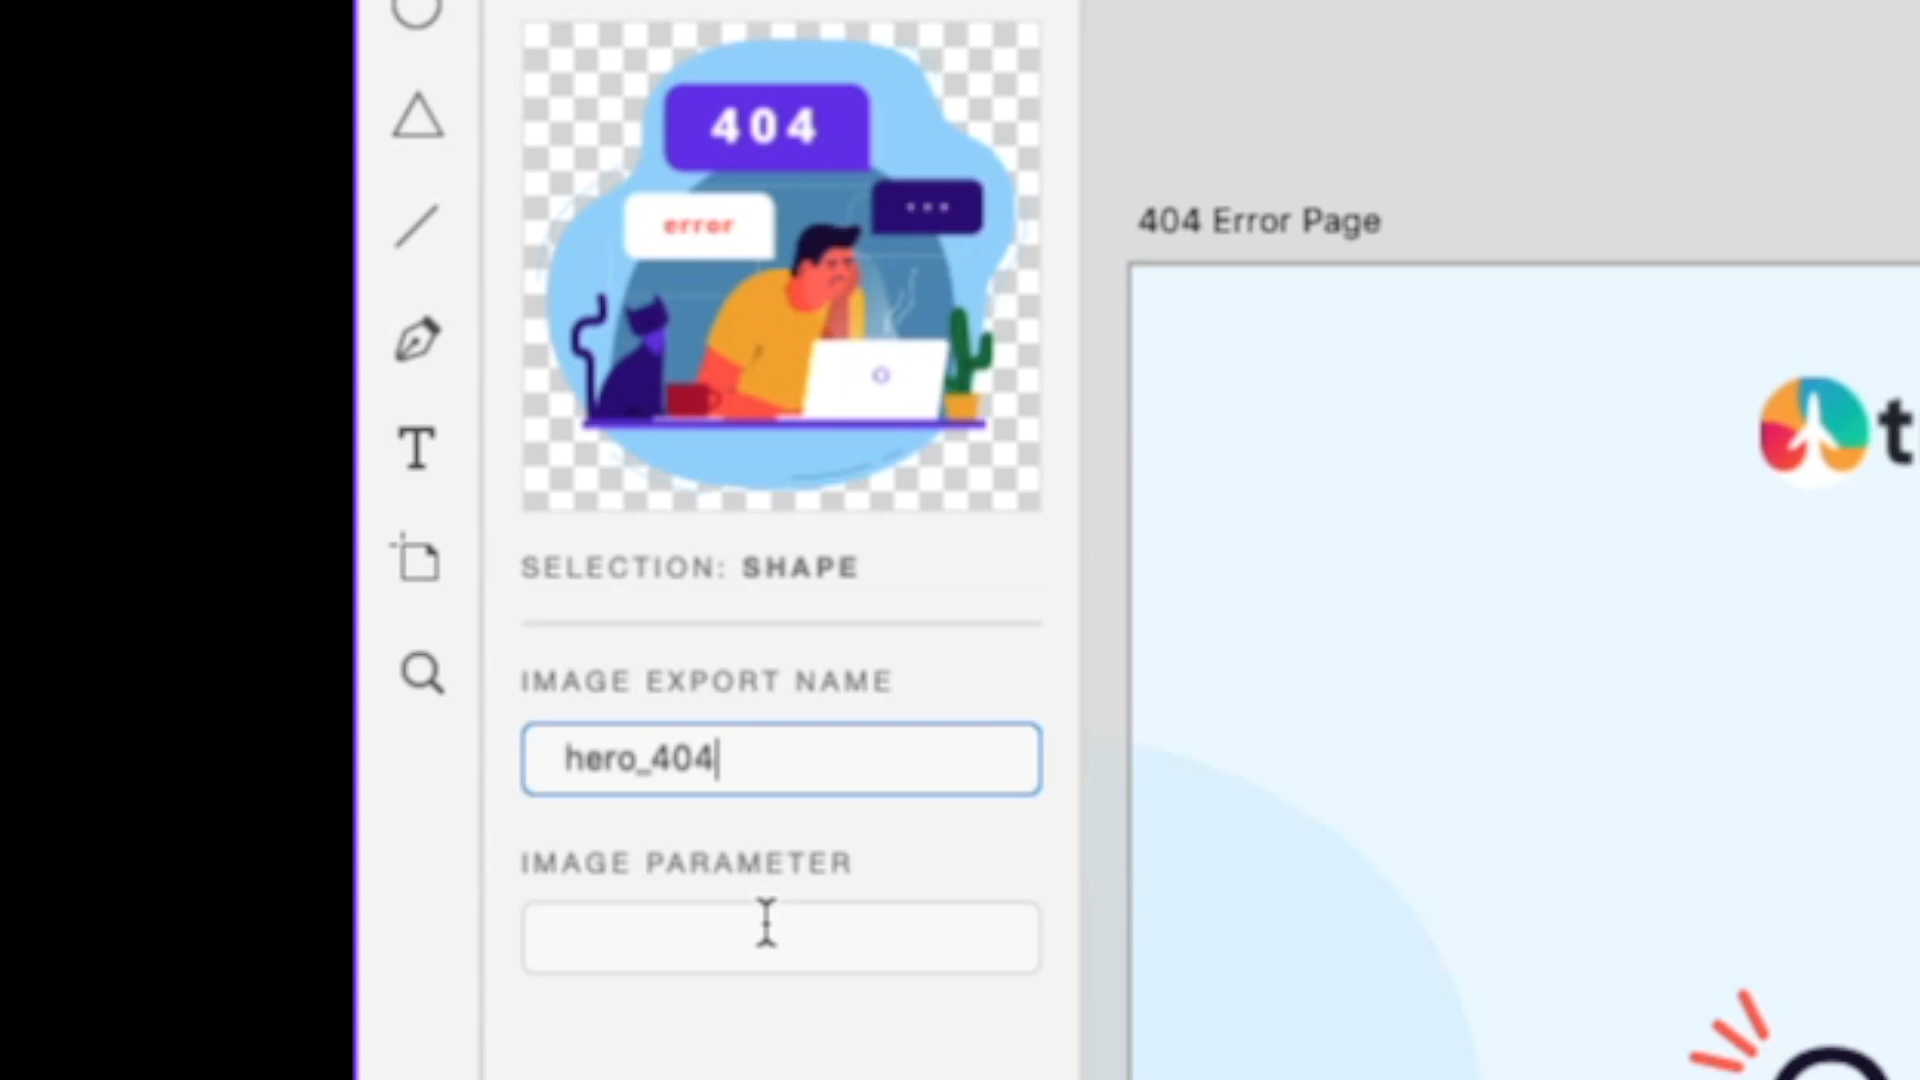 404
error
404 Error Page
t
SELECTION: SHAPE
IMAGE EXPORT NAME
hero_404
IMAGE PARAMETER